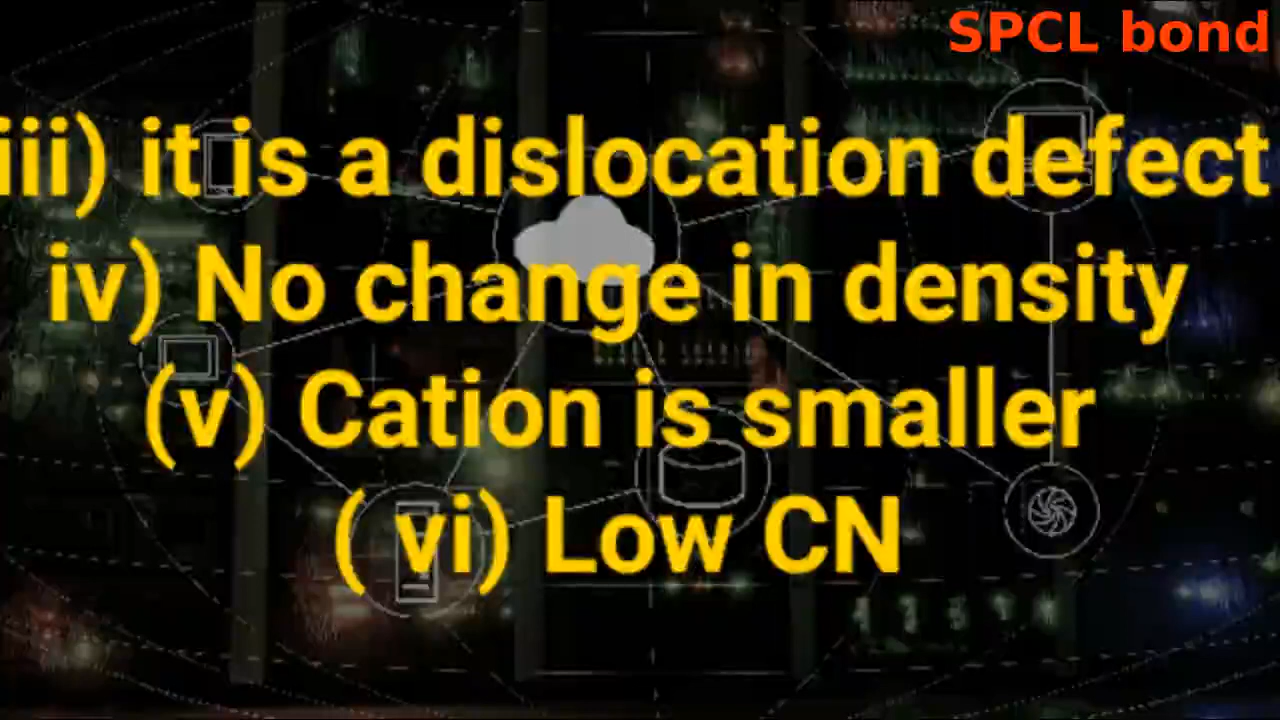 SPCL bond
iii) it is a dislocation defect
iv) No change in density
(v) Cation is smaller
( vi) Low CN